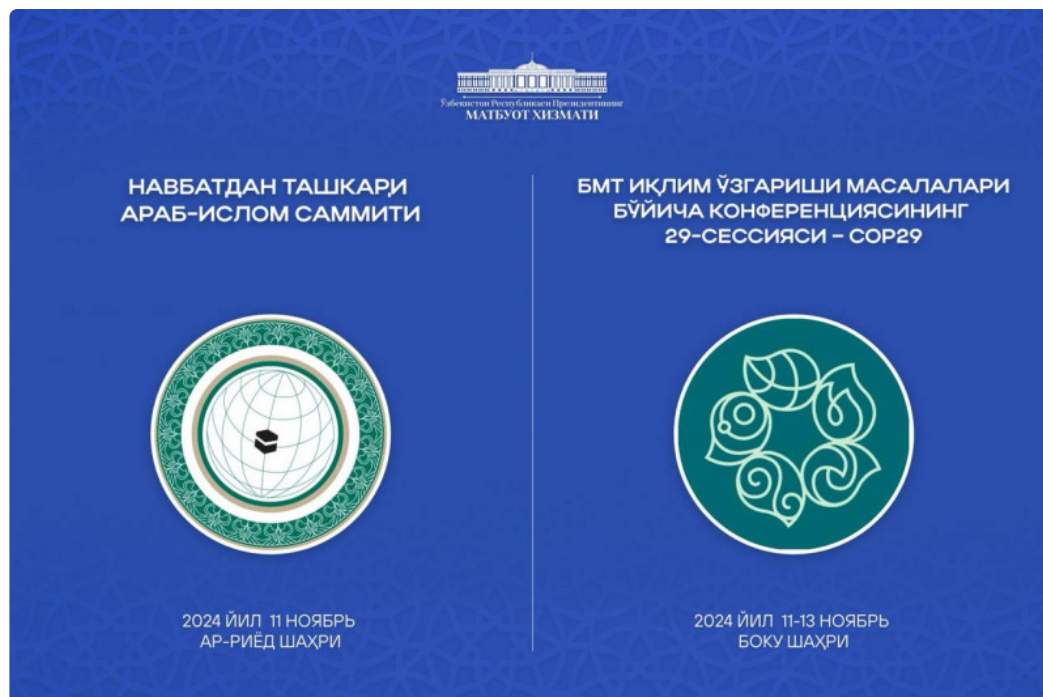 Ўзбекистон Республикаси Президентининг
МАТБУОТ ХИЗМАТИ
НАВБАТДАН ТАШҚАРИ
АРАБ-ИСЛОМ САММИТИ
2024 ЙИЛ 11 НОЯБРЬ
АР-РИЁД ШАҲРИ
БМТ ИҚЛИМ ЎЗГАРИШИ МАСАЛАЛАРИ
БЎЙИЧА КОНФЕРЕНЦИЯСИНИНГ
29-СЕССИЯСИ – COP29
2024 ЙИЛ 11-13 НОЯБРЬ
БОКУ ШАҲРИ